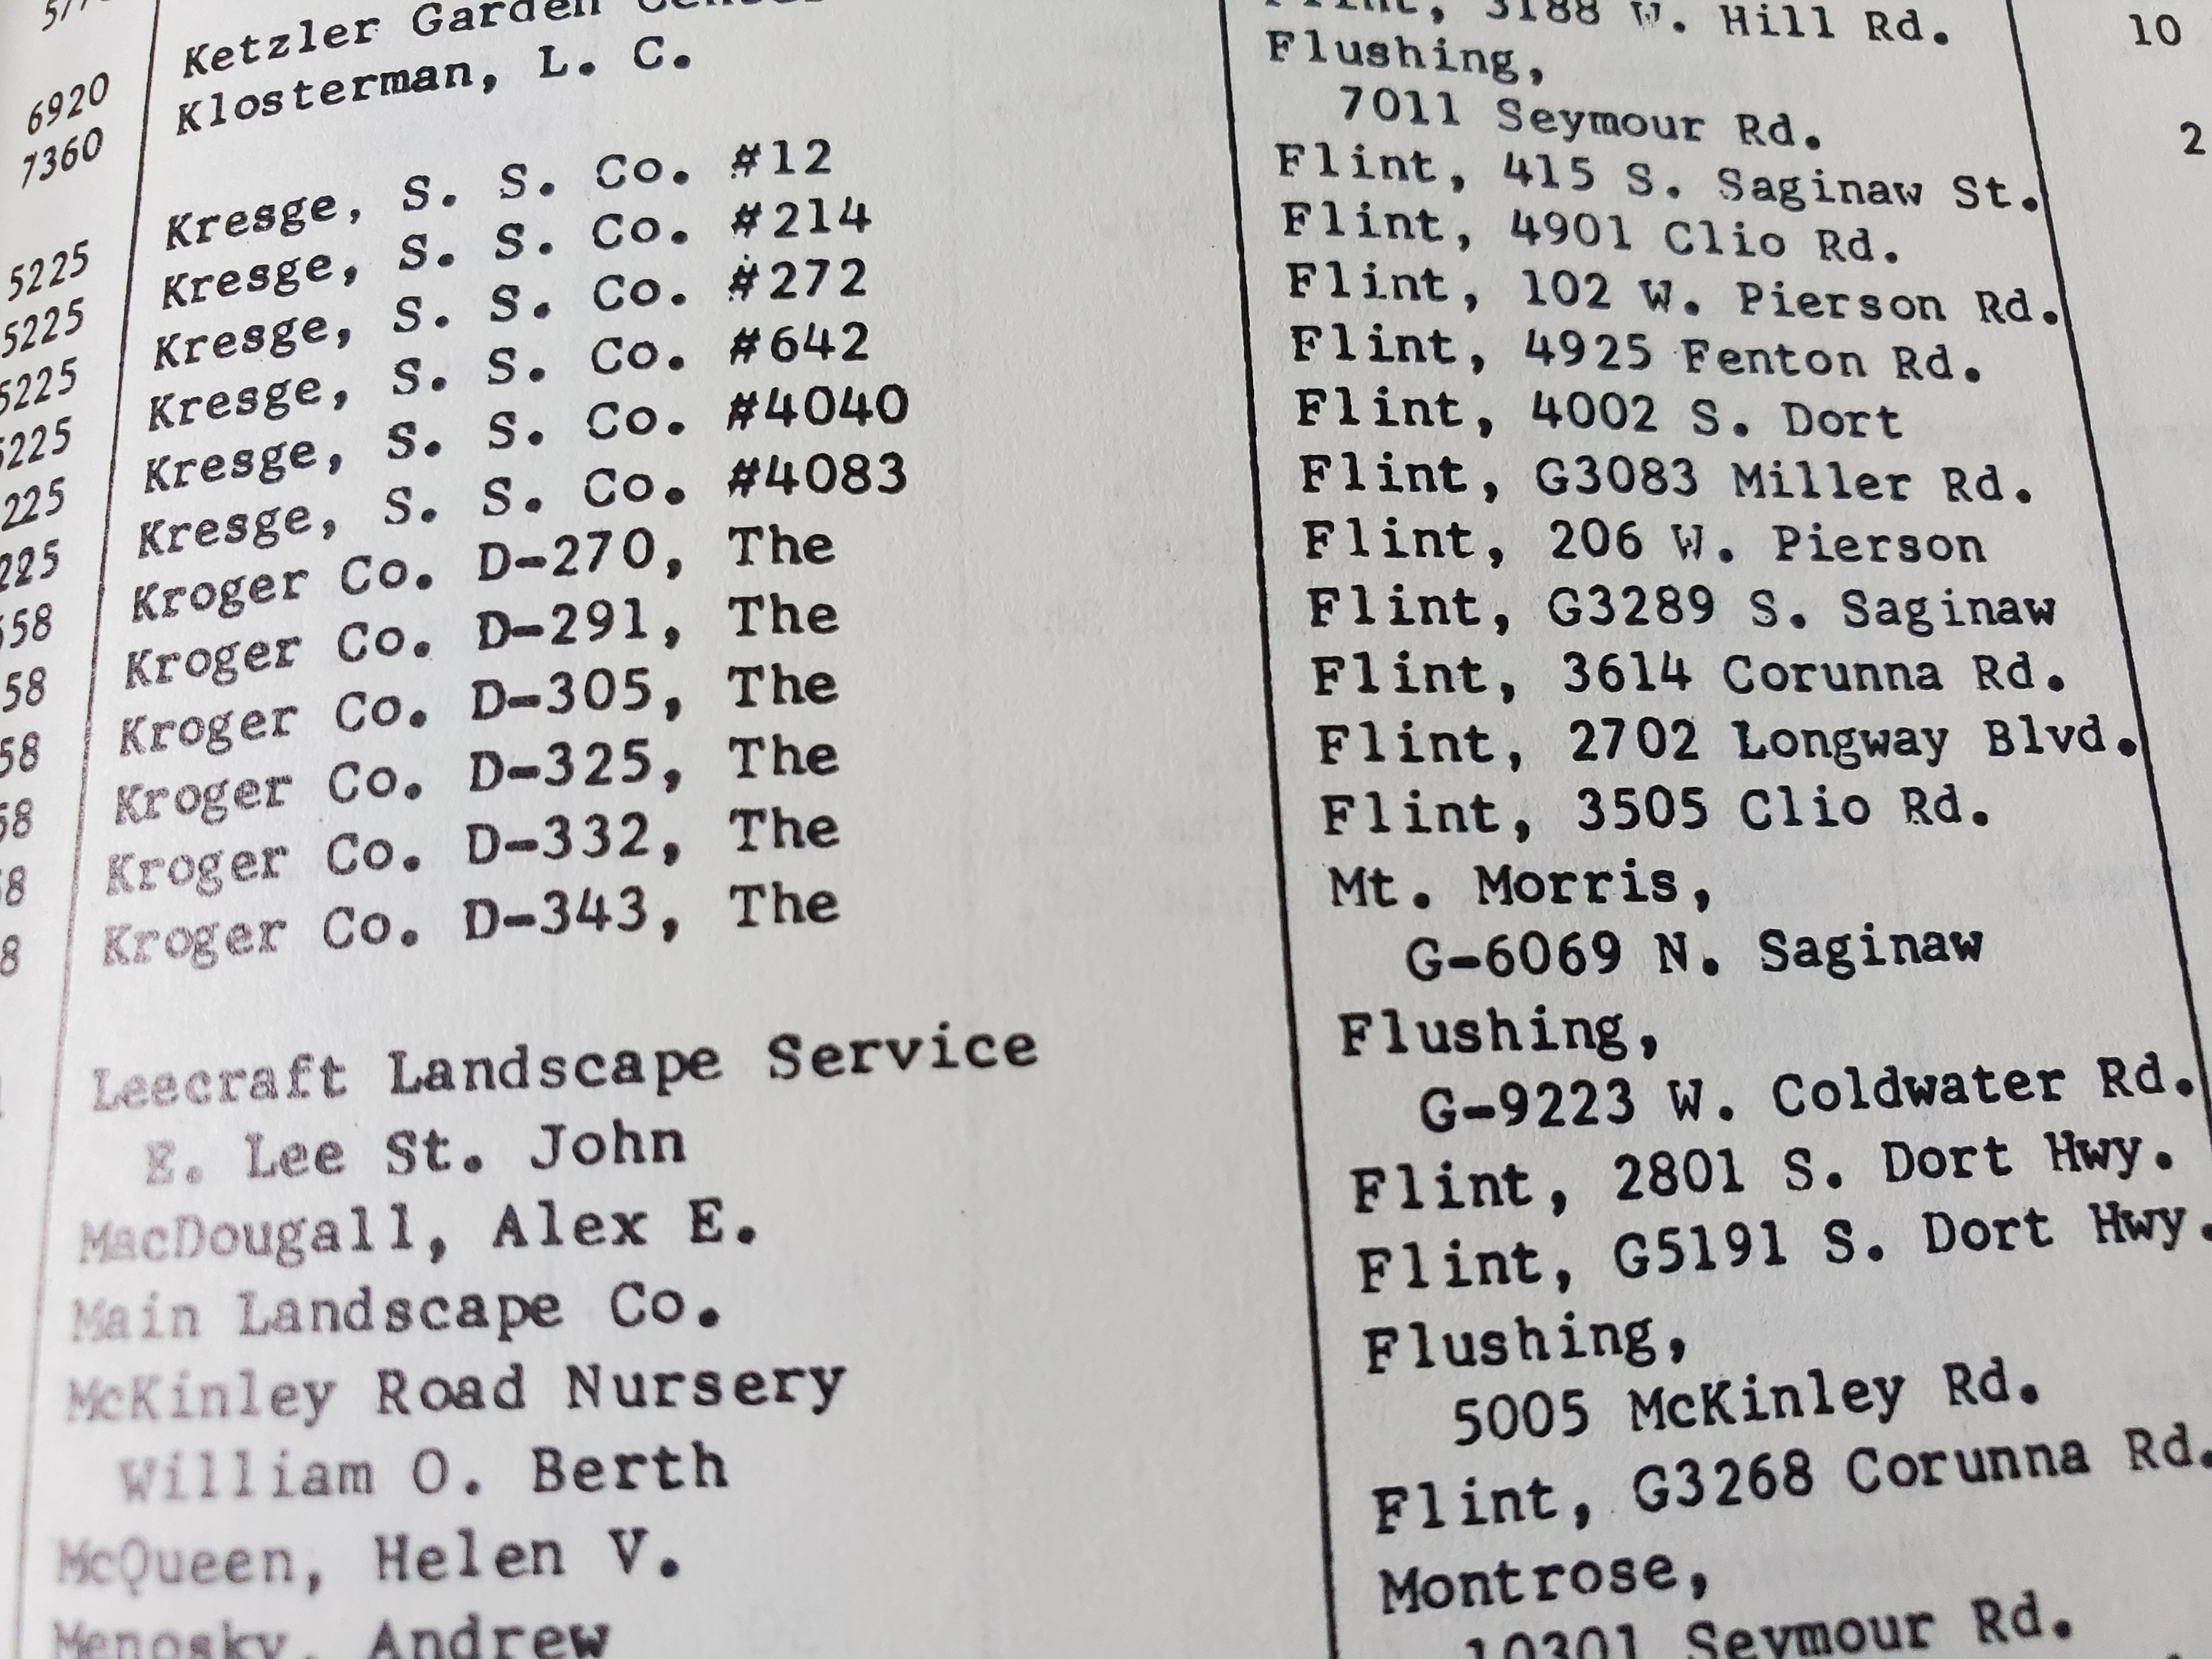 6920 Ketzler Garden Flint, 3188 W. Hill Rd. 10
7360 Klosterman, L. C. Flushing,
7011 Seymour Rd. 2
5225 Kresge, S. S. Co. #12 Flint, 415 S. Saginaw St.
5225 Kresge, S. S. Co. #214 Flint, 4901 Clio Rd.
5225 Kresge, S. S. Co. #272 Flint, 102 W. Pierson Rd.
5225 Kresge, S. S. Co. #642 Flint, 4925 Fenton Rd.
225 Kresge, S. S. Co. #4040 Flint, 4002 S. Dort
225 Kresge, S. S. Co. #4083 Flint, G3083 Miller Rd.
58 Kroger Co. D-270, The Flint, 206 W. Pierson
58 Kroger Co. D-291, The Flint, G3289 S. Saginaw
58 Kroger Co. D-305, The Flint, 3614 Corunna Rd.
58 Kroger Co. D-325, The Flint, 2702 Longway Blvd.
8 Kroger Co. D-332, The Flint, 3505 Clio Rd.
8 Kroger Co. D-343, The Mt. Morris,
G-6069 N. Saginaw
Leecraft Landscape Service Flushing,
E. Lee St. John G-9223 W. Coldwater Rd.
MacDougall, Alex E. Flint, 2801 S. Dort Hwy.
Main Landscape Co. Flint, G5191 S. Dort Hwy.
McKinley Road Nursery Flushing,
William O. Berth 5005 McKinley Rd.
McQueen, Helen V. Flint, G3268 Corunna Rd.
Menosky, Andrew Montrose,
10301 Seymour Rd.